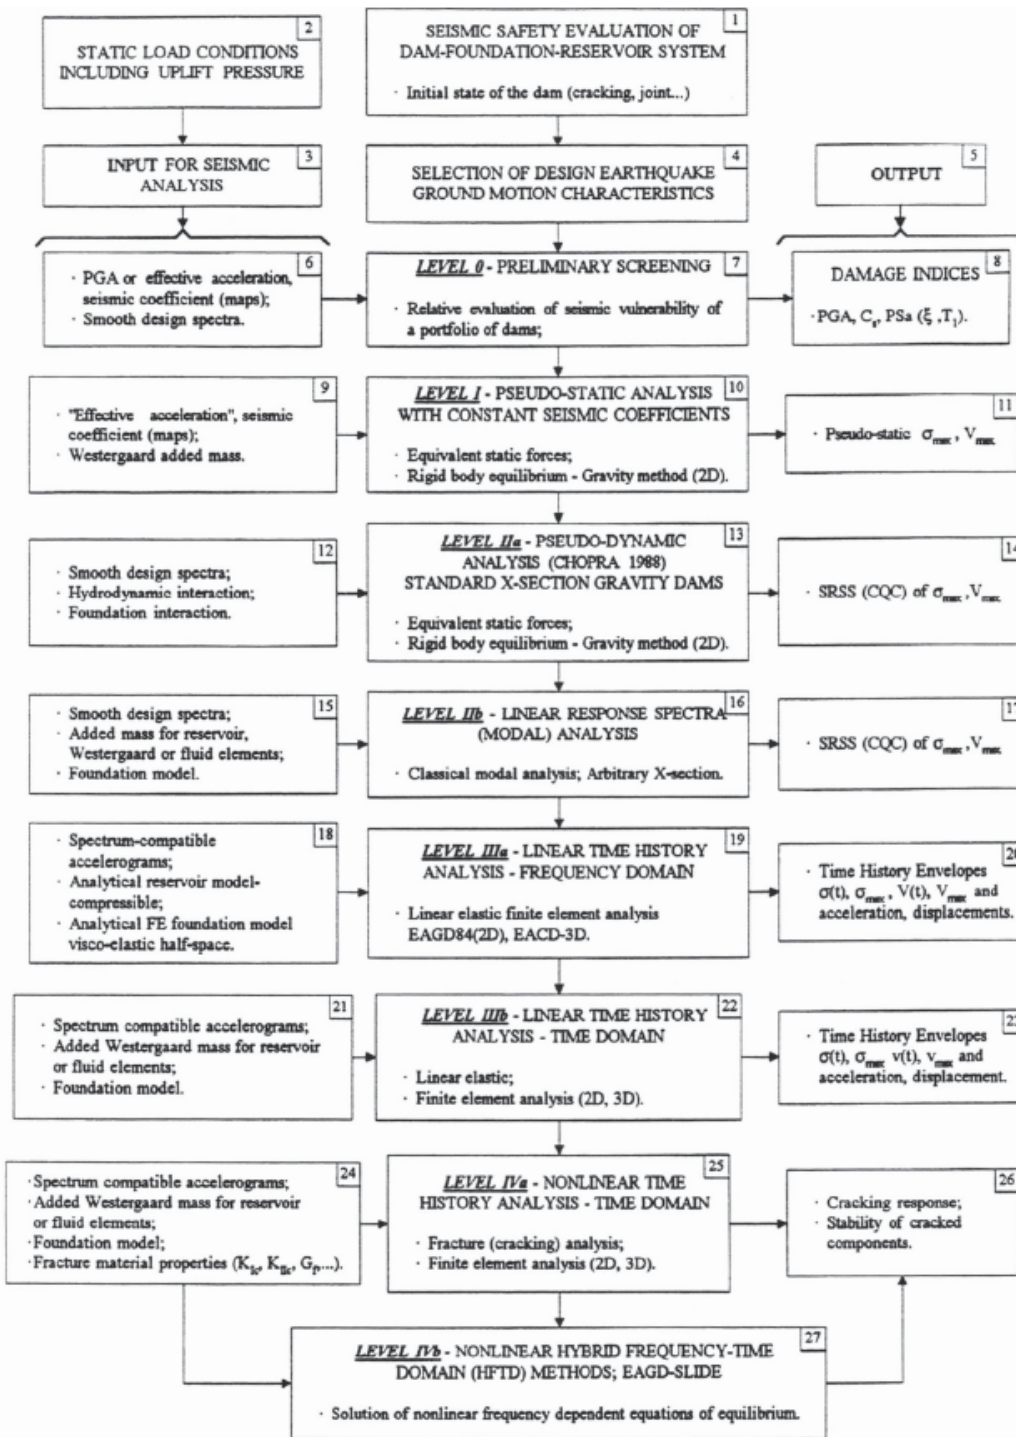 2
STATIC LOAD CONDITIONS
INCLUDING UPLIFT PRESSURE
1
SEISMIC SAFETY EVALUATION OF
DAM-FOUNDATION-RESERVOIR SYSTEM
· Initial state of the dam (cracking, joint...)
3
INPUT FOR SEISMIC
ANALYSIS
4
SELECTION OF DESIGN EARTHQUAKE
GROUND MOTION CHARACTERISTICS
5
OUTPUT
6
· PGA or effective acceleration,
seismic coefficient (maps);
· Smooth design spectra.
7
LEVEL 0 - PRELIMINARY SCREENING
· Relative evaluation of seismic vulnerability of
a portfolio of dams;
8
DAMAGE INDICES
·PGA, Cs, PSa (ξ ,T1).
9
· "Effective acceleration", seismic
coefficient (maps);
· Westergaard added mass.
10
LEVEL I - PSEUDO-STATIC ANALYSIS
WITH CONSTANT SEISMIC COEFFICIENTS
· Equivalent static forces;
· Rigid body equilibrium - Gravity method (2D).
11
· Pseudo-static σmax , Vmax
12
· Smooth design spectra;
· Hydrodynamic interaction;
· Foundation interaction.
13
LEVEL IIa - PSEUDO-DYNAMIC
ANALYSIS (CHOPRA 1988)
STANDARD X-SECTION GRAVITY DAMS
· Equivalent static forces;
· Rigid body equilibrium - Gravity method (2D).
14
· SRSS (CQC) of σmax ,Vmax
15
· Smooth design spectra;
· Added mass for reservoir,
Westergaard or fluid elements;
· Foundation model.
16
LEVEL IIb - LINEAR RESPONSE SPECTRA
(MODAL) ANALYSIS
· Classical modal analysis; Arbitrary X-section.
17
· SRSS (CQC) of σmax ,Vmax
18
· Spectrum-compatible
accelerograms;
· Analytical reservoir model-
compressible;
· Analytical FE foundation model
visco-elastic half-space.
19
LEVEL IIIa - LINEAR TIME HISTORY
ANALYSIS - FREQUENCY DOMAIN
· Linear elastic finite element analysis
EAGD84(2D), EACD-3D.
20
· Time History Envelopes
σ(t), σmax , V(t), Vmax and
acceleration, displacements.
21
· Spectrum compatible accelerograms;
· Added Westergaard mass for reservoir
or fluid elements;
· Foundation model.
22
LEVEL IIIb - LINEAR TIME HISTORY
ANALYSIS - TIME DOMAIN
· Linear elastic;
· Finite element analysis (2D, 3D).
23
· Time History Envelopes
σ(t), σmax v(t), vmax and
acceleration, displacement.
24
·Spectrum compatible accelerograms;
·Added Westergaard mass for reservoir
or fluid elements;
·Foundation model;
·Fracture material properties (KIc, KIIc, Gf,...).
25
LEVEL IVa - NONLINEAR TIME
HISTORY ANALYSIS - TIME DOMAIN
· Fracture (cracking) analysis;
· Finite element analysis (2D, 3D).
26
· Cracking response;
· Stability of cracked
components.
27
LEVEL IVb - NONLINEAR HYBRID FREQUENCY-TIME
DOMAIN (HFTD) METHODS; EAGD-SLIDE
· Solution of nonlinear frequency dependent equations of equilibrium.